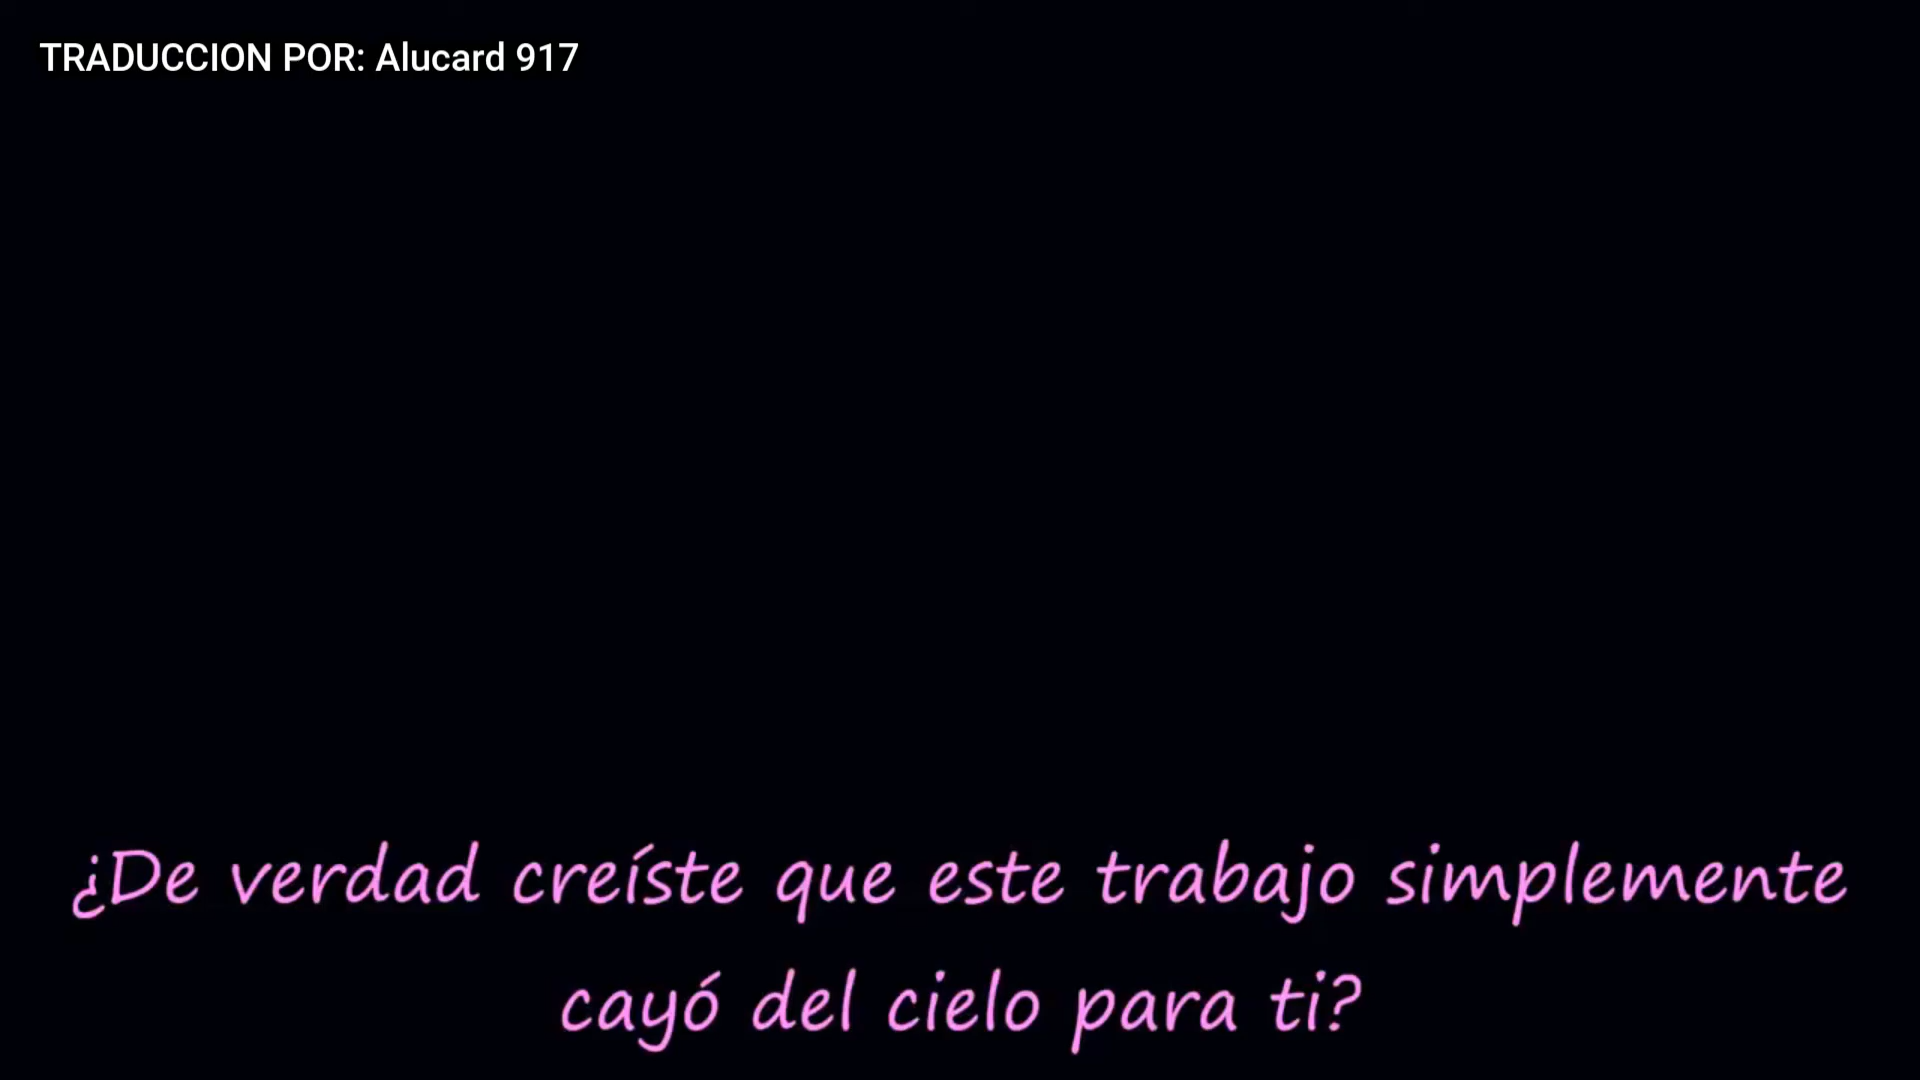 TRADUCCION POR: Alucard 917
¿De verdad creíste que este trabajo simplemente
cayó del cielo para ti?